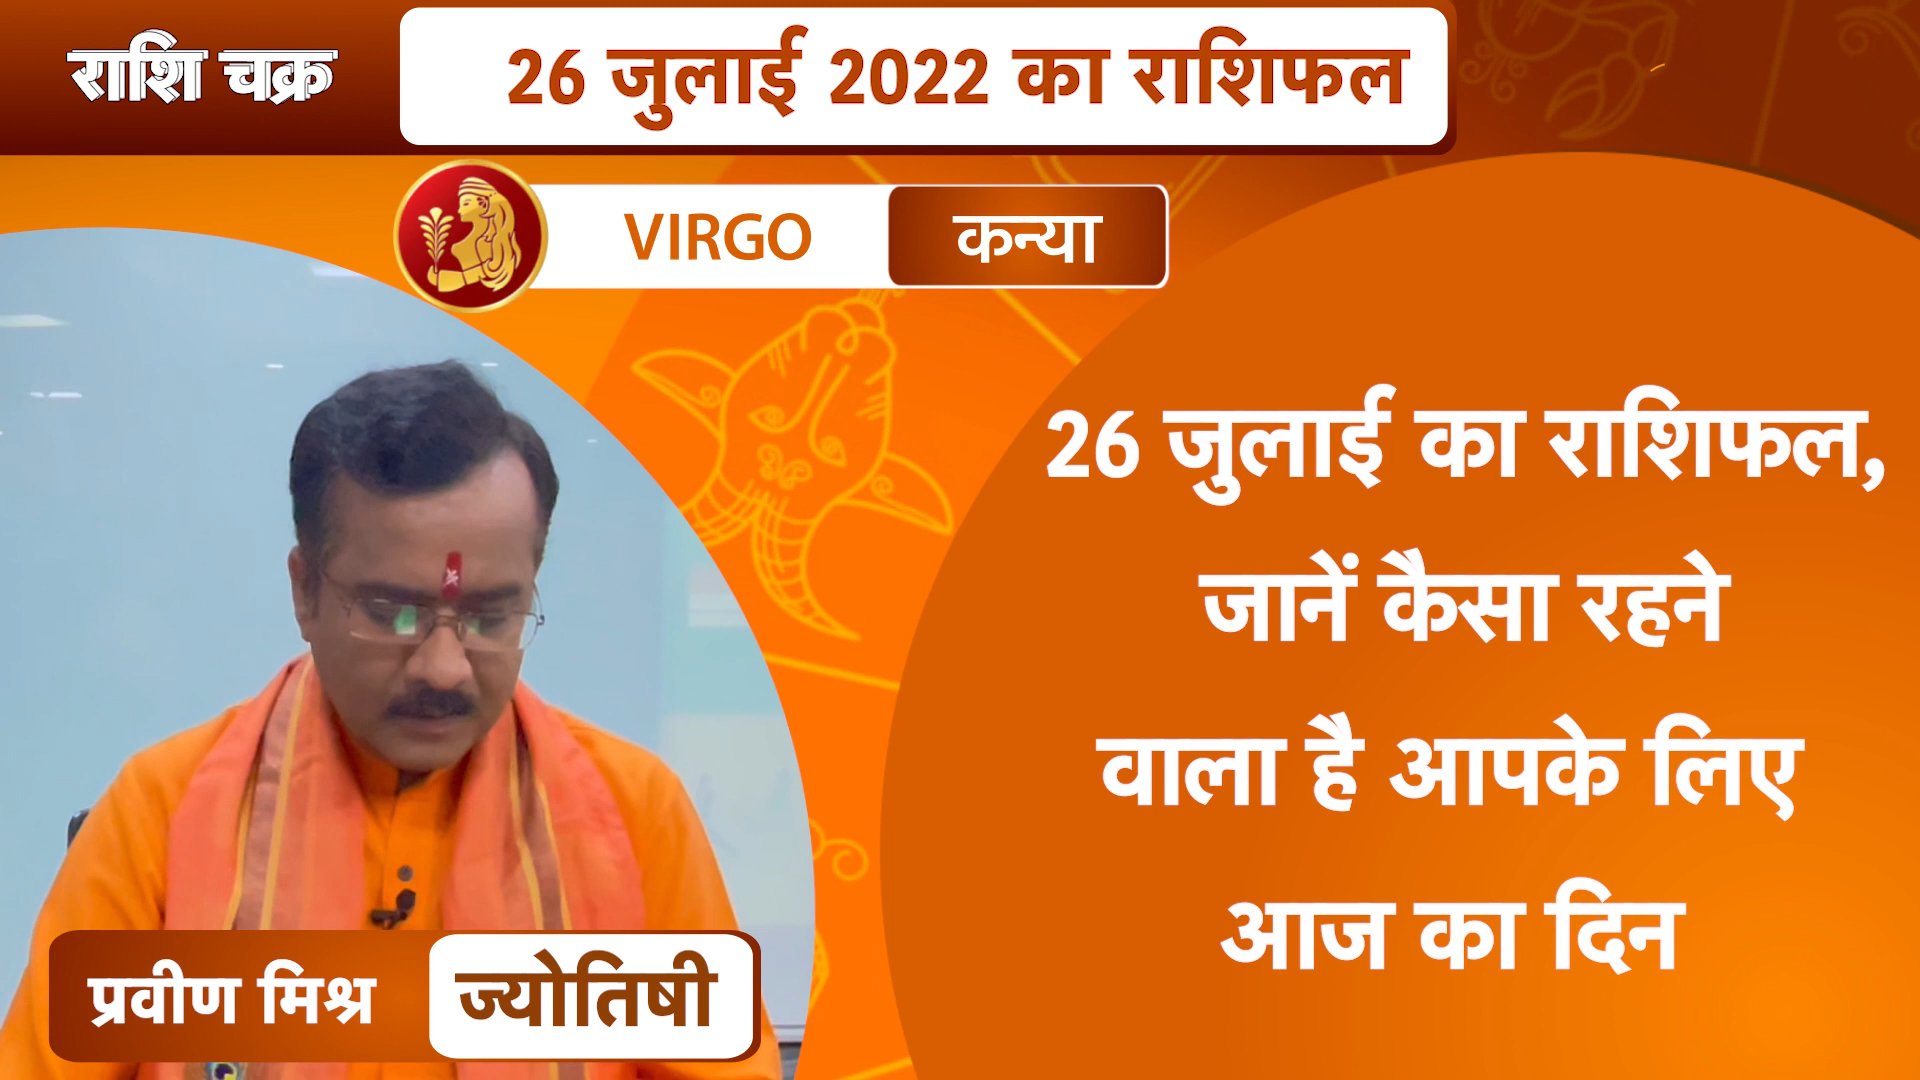 राशि चक्र
26 जुलाई 2022 का राशिफल
VIRGO कन्या
26 जुलाई का राशिफल,
जानें कैसा रहने
वाला है आपके लिए
आज का दिन
प्रवीण मिश्र ज्योतिषी